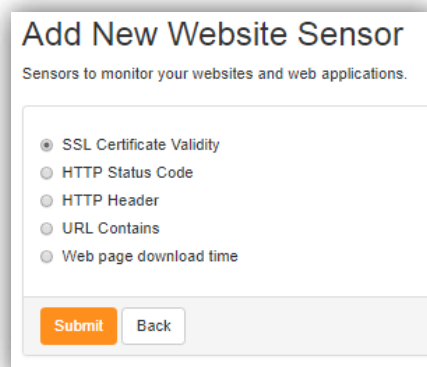 Add New Website Sensor
Sensors to monitor your websites and web applications.
SSL Certificate Validity
HTTP Status Code
HTTP Header
URL Contains
Web page download time
Submit Back